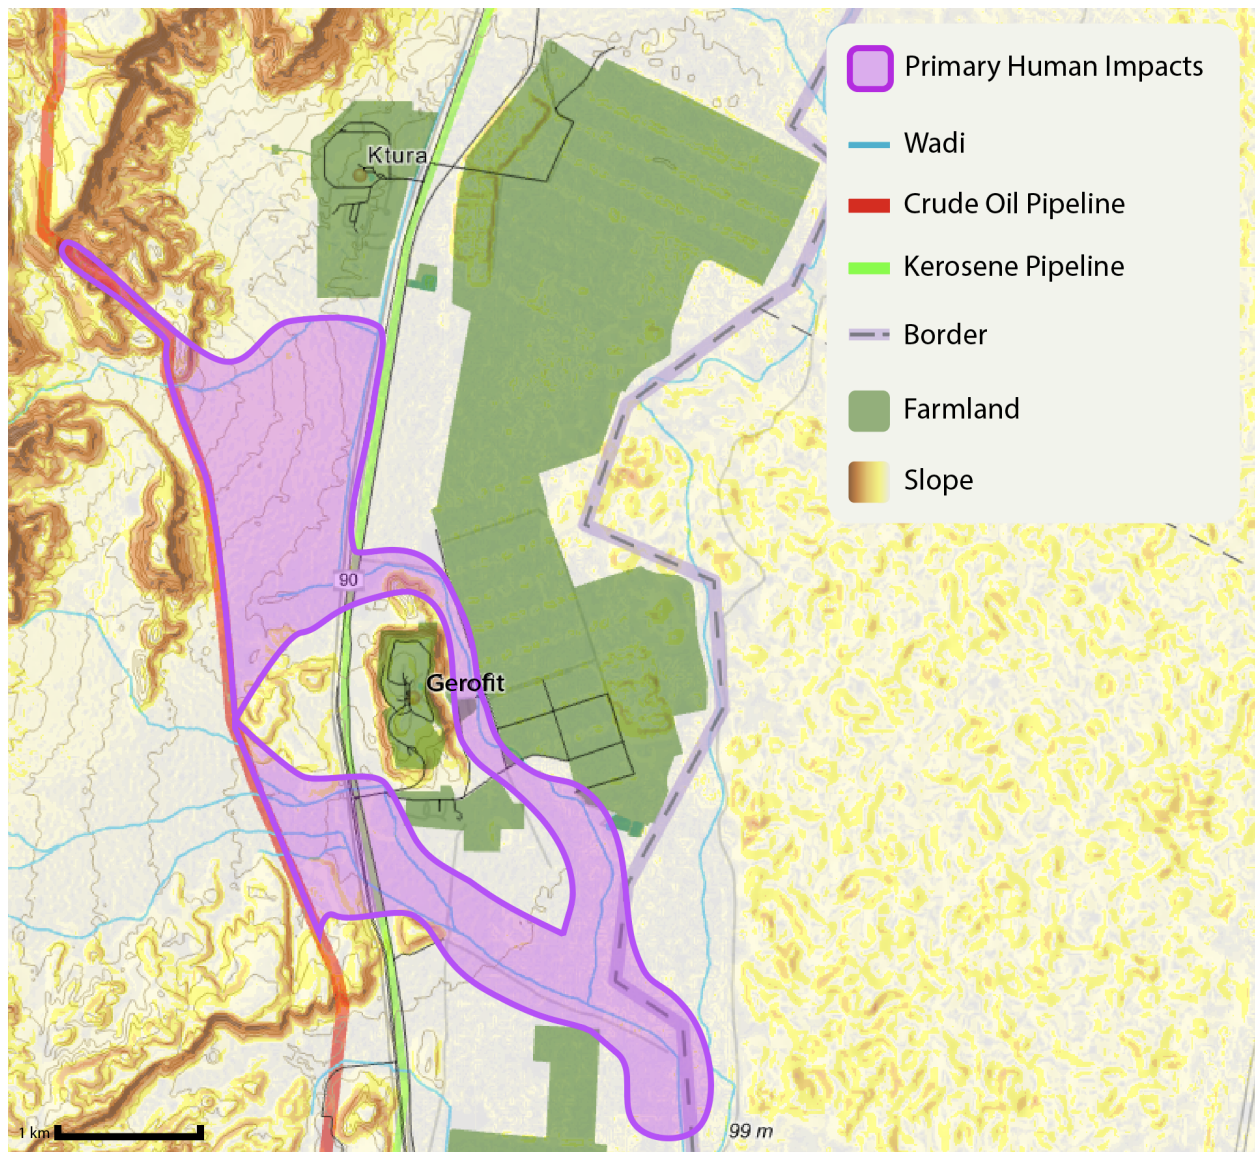 Primary Human Impacts
Wadi
Crude Oil Pipeline
Kerosene Pipeline
Border
Farmland
Slope
Ktura
90
Gerofit
1 km
99 m